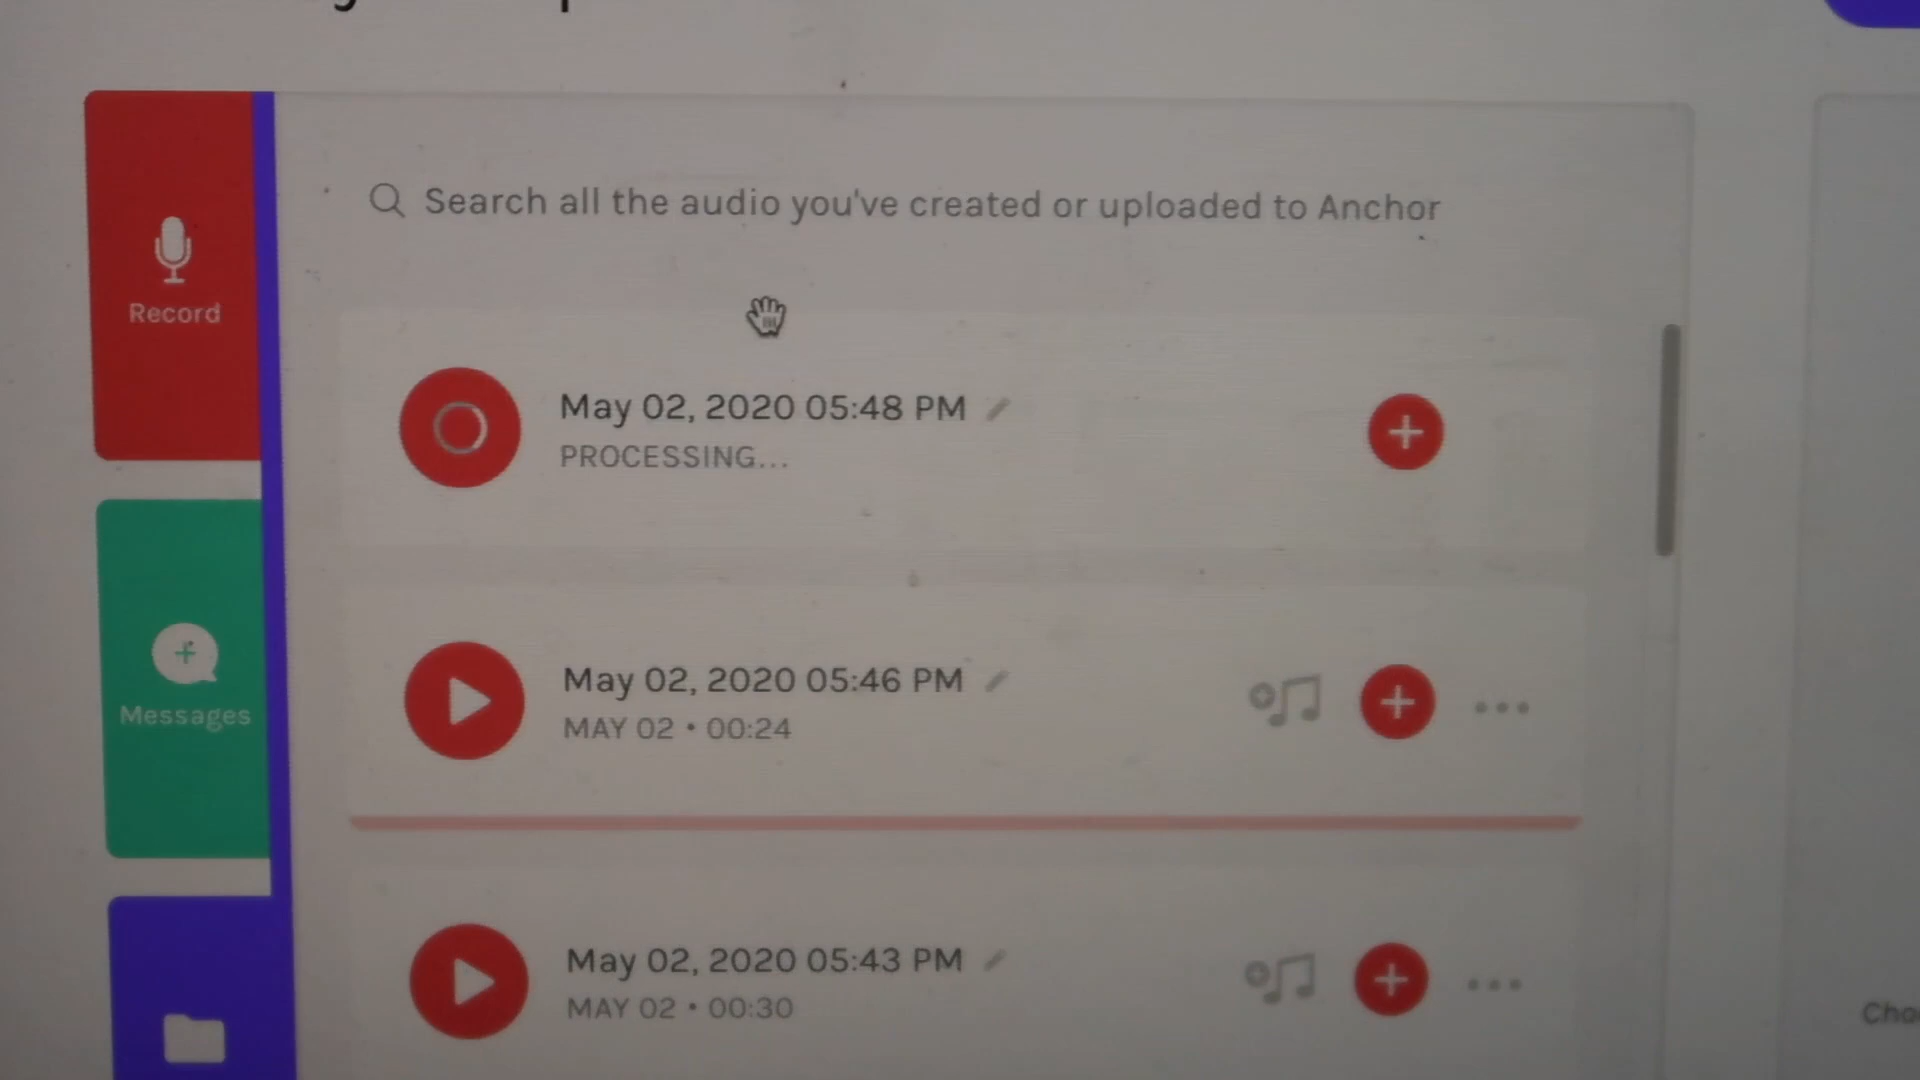 Record
Search all the audio you've created or uploaded to Anchor
May 02, 2020 05:48 PM
PROCESSING...
Messages
May 02, 2020 05:46 PM
MAY 02 • 00:24
May 02, 2020 05:43 PM
MAY 02 • 00:30
Cho